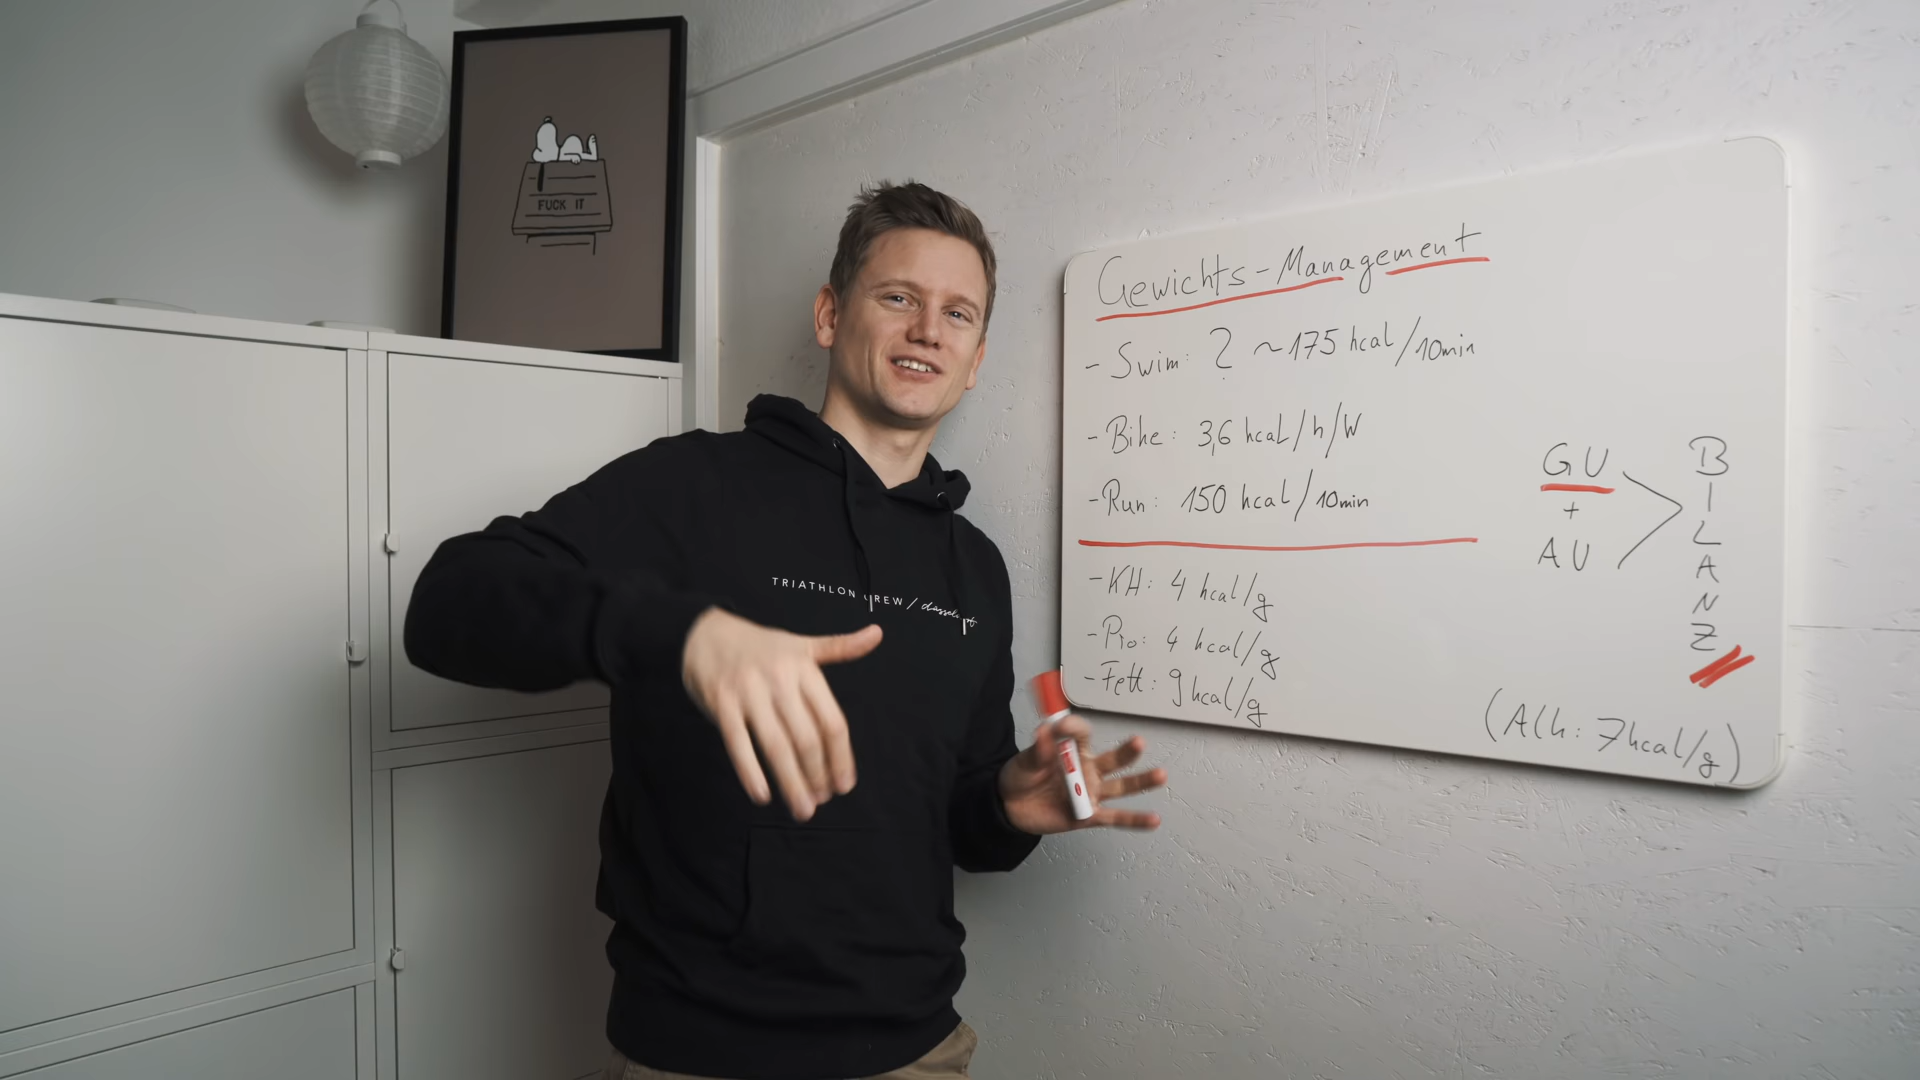 FUCK IT
TRIATHLON CREW / düsseldorf
Gewichts-Management
- Swim: ? ~175 kcal/10min
- Bike: 3,6 kcal/h/W
- Run: 150 kcal/10min
- KH: 4 kcal/g
- Pro: 4 kcal/g
- Fett: 9 kcal/g
GU
+
AU
BILANZ
(Alk: 7kcal/g)